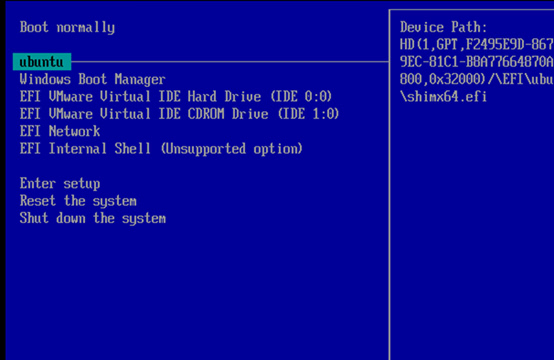 Boot normally
ubuntu
Windows Boot Manager
EFI VMware Virtual IDE Hard Drive (IDE 0:0)
EFI VMware Virtual IDE CDROM Drive (IDE 1:0)
EFI Network
EFI Internal Shell (Unsupported option)
Enter setup
Reset the system
Shut down the system
Device Path:
HD(1,GPT,F2495E9D-867
9EC-81C1-B8A77664870A
800,0x32000)/\EFI\ubu
\shimx64.efi